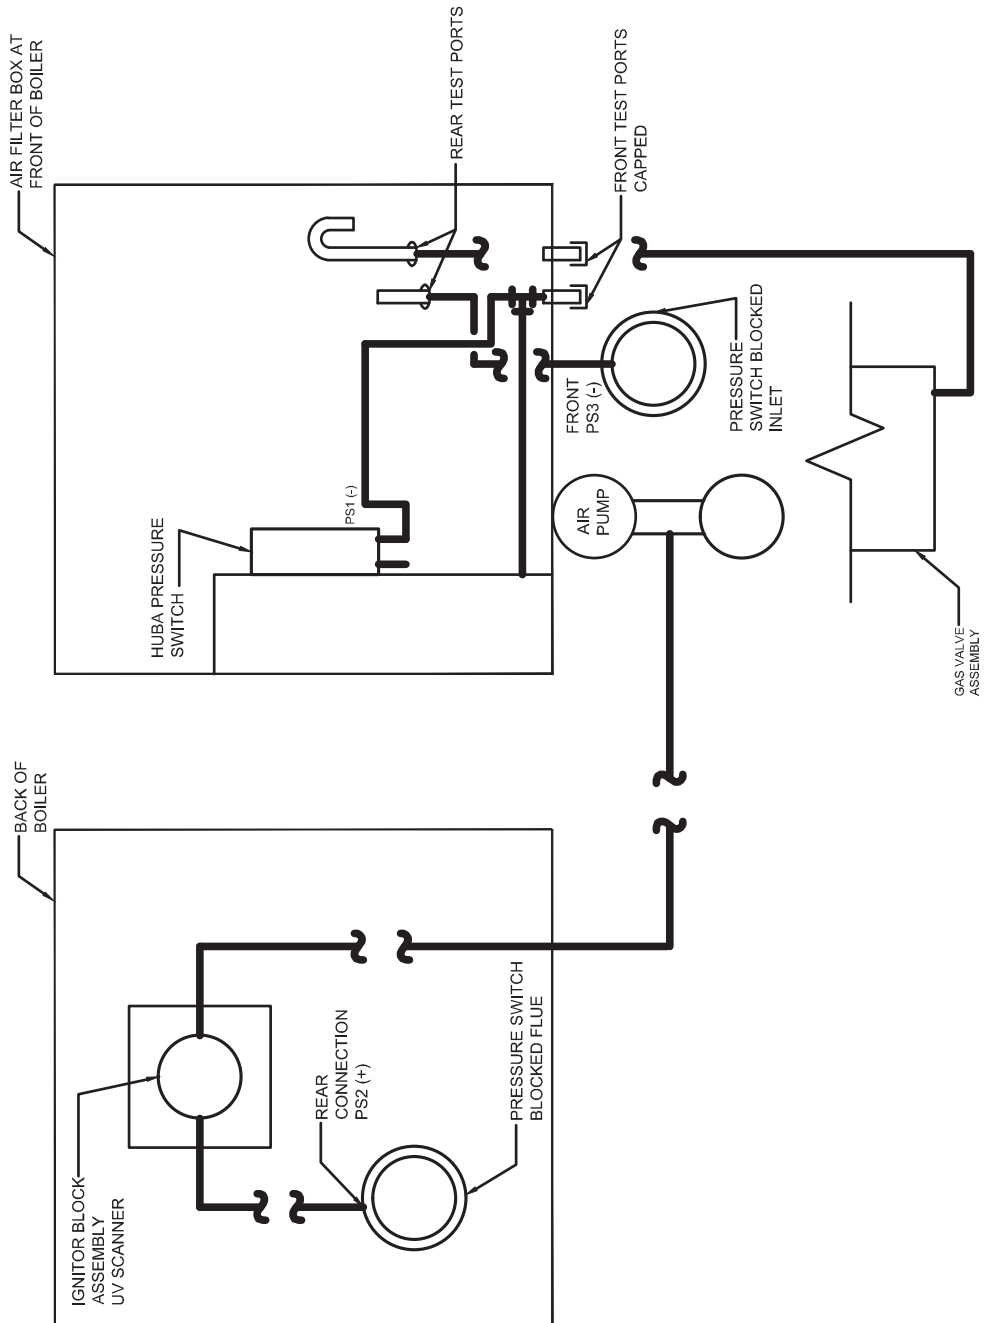 AIR FILTER BOX AT
FRONT OF BOILER
REAR TEST PORTS
FRONT TEST PORTS
CAPPED
HUBA PRESSURE
SWITCH
PS1 (-)
FRONT
PS3 (-)
PRESSURE
SWITCH BLOCKED
INLET
AIR
PUMP
GAS VALVE
ASSEMBLY
BACK OF
BOILER
IGNITOR BLOCK
ASSEMBLY
UV SCANNER
REAR
CONNECTION
PS2 (+)
PRESSURE SWITCH
BLOCKED FLUE